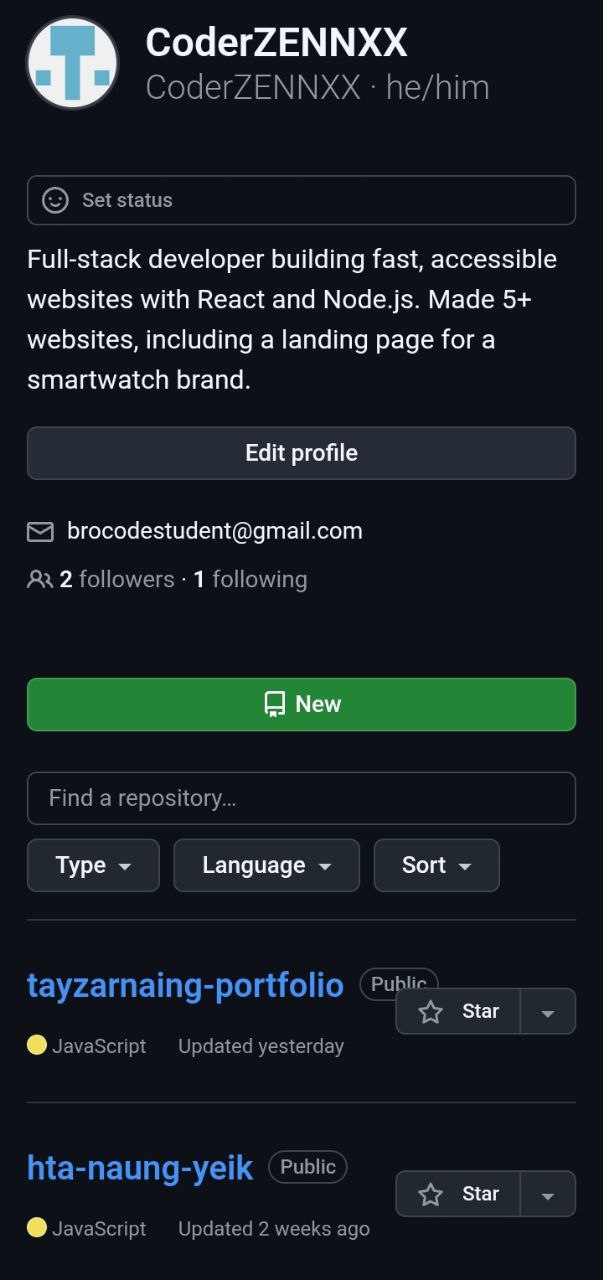 CoderZENNXX
CoderZENNXX · he/him
Set status
Full-stack developer building fast, accessible
websites with React and Node.js. Made 5+
websites, including a landing page for a
smartwatch brand.
Edit profile
brocodestudent@gmail.com
2 followers · 1 following
New
Find a repository...
Type Language Sort
tayzarnaing-portfolio Public
Star
JavaScript Updated yesterday
hta-naung-yeik Public
Star
JavaScript Updated 2 weeks ago